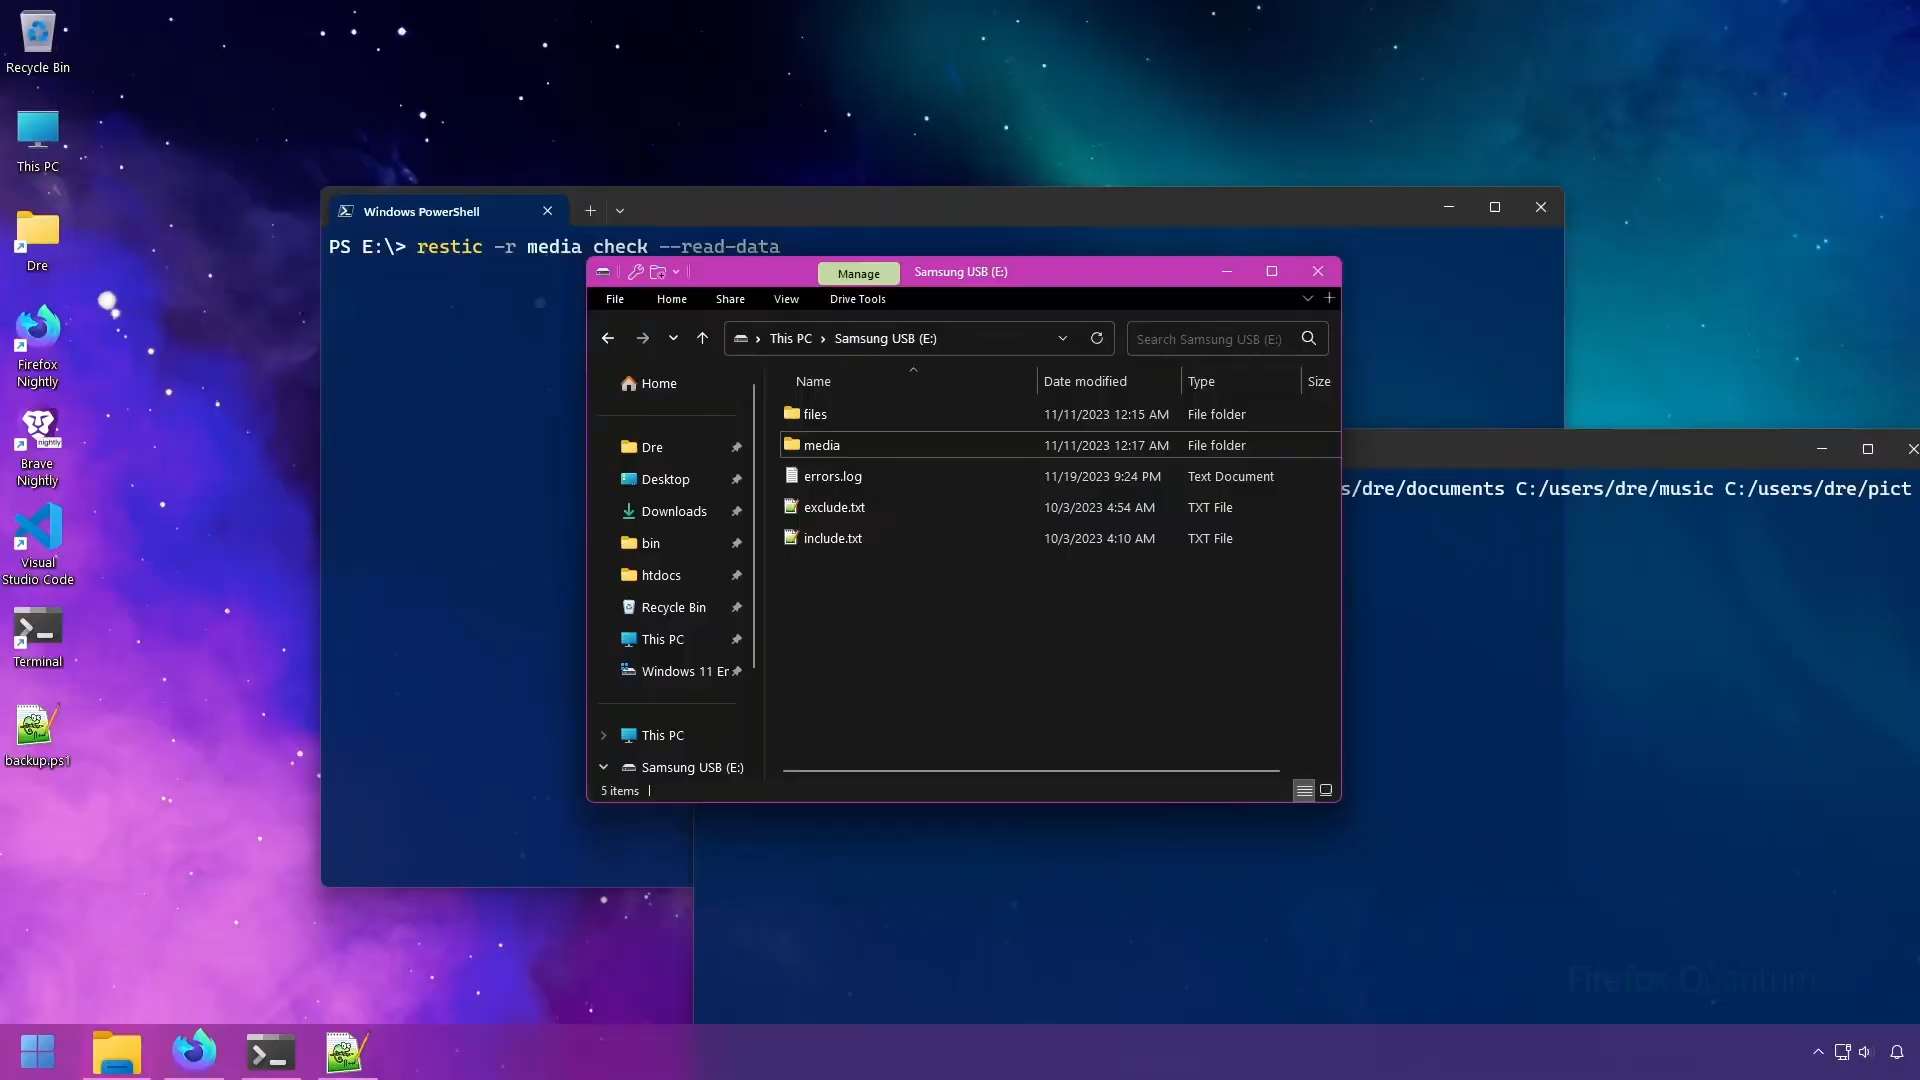 Recycle Bin
This PC
Dre
Firefox
Nightly
nightly
Brave
Nightly
Visual
Studio Code
Terminal
backup.ps1
Windows PowerShell
PS E:\> restic -r media check --read-data
Manage
Samsung USB (E:)
File Home Share View Drive Tools
This PC > Samsung USB (E:)
Search Samsung USB (E:)
Home
Dre
Desktop
Downloads
bin
htdocs
Recycle Bin
This PC
Windows 11 Er
This PC
Samsung USB (E:)
Name Date modified Type Size
files 11/11/2023 12:15 AM File folder
media 11/11/2023 12:17 AM File folder
errors.log 11/19/2023 9:24 PM Text Document
exclude.txt 10/3/2023 4:54 AM TXT File
include.txt 10/3/2023 4:10 AM TXT File
5 items
s/dre/documents C:/users/dre/music C:/users/dre/pict
Firefox Quantum